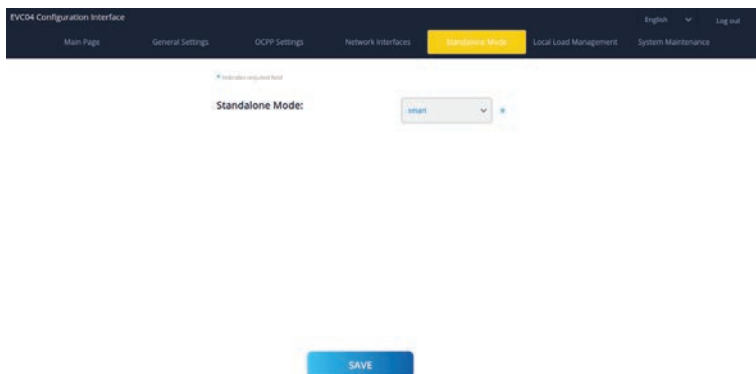 EVC04 Configuration Interface
English
Log out
Main Page
General Settings
OCPP Settings
Network Interfaces
Standalone Mode
Local Load Management
System Maintenance
* indicates required field
Standalone Mode:
smart
*
SAVE